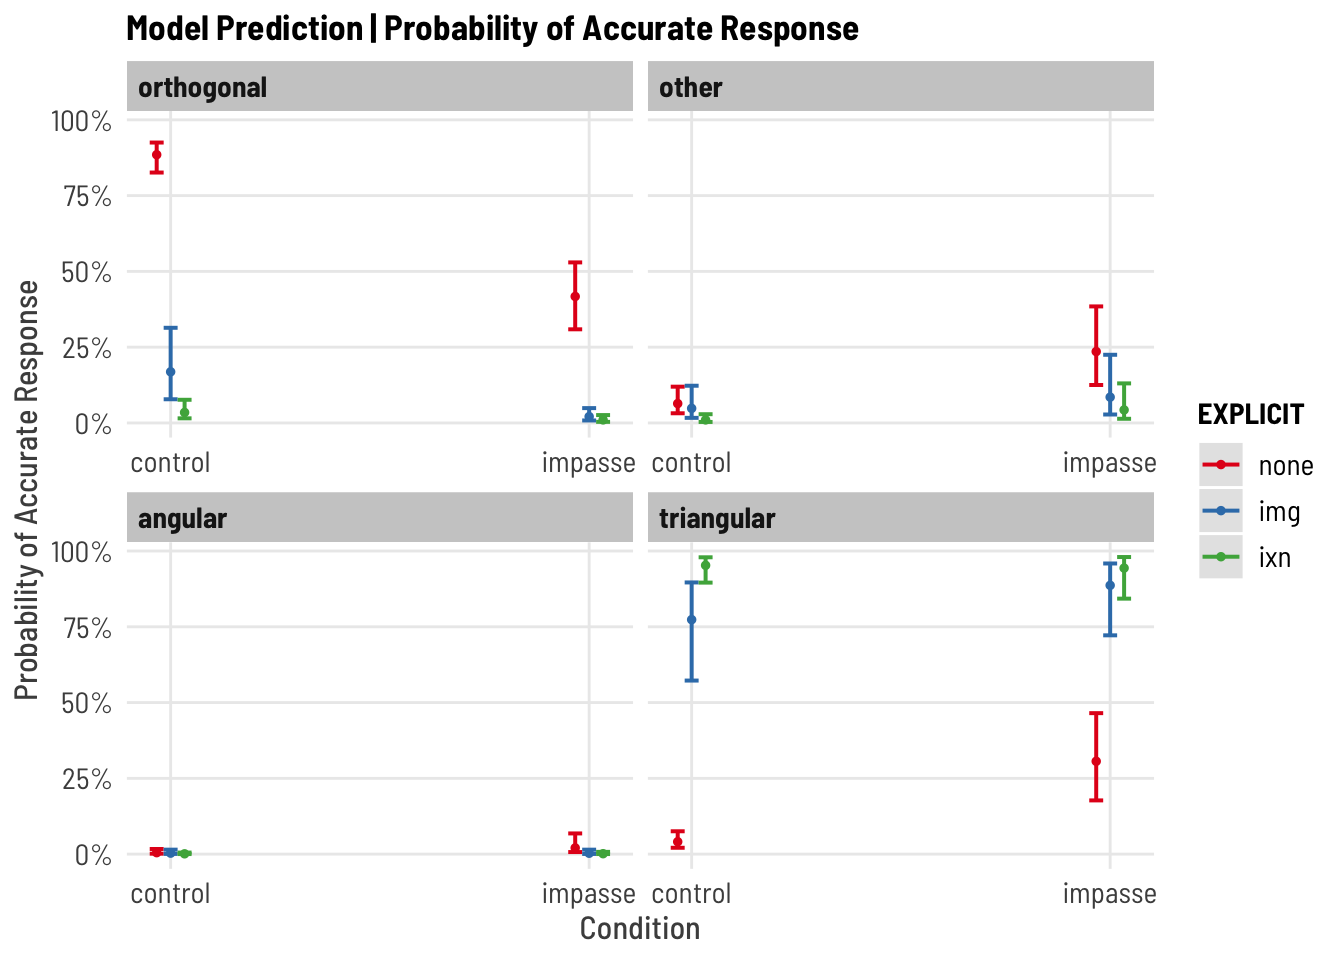 Model Prediction | Probability of Accurate Response
orthogonal
other
100%
75%
50%
25%
0%
control
impasse
control
impasse
angular
triangular
100%
75%
50%
25%
0%
control
impasse
control
impasse
Condition
Probability of Accurate Response
EXPLICIT
none
img
ixn